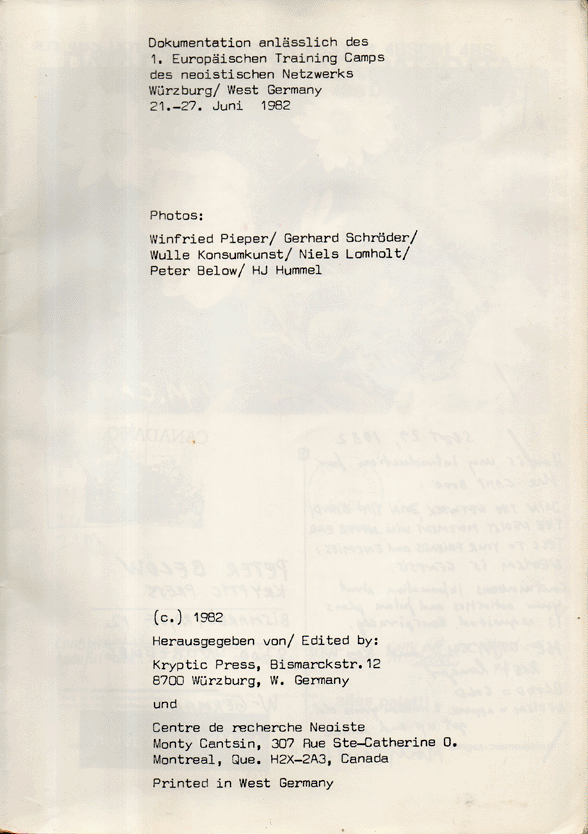 Dokumentation anlässlich des
1. Europäischen Training Camps
des neoistischen Netzwerks
Würzburg/ West Germany
21.-27. Juni 1982
Photos:
Winfried Pieper/ Gerhard Schröder/
Wulle Konsumkunst/ Niels Lomholt/
Peter Below/ HJ Hummel
(c.) 1982
Herausgegeben von/ Edited by:
Kryptic Press, Bismarckstr.12
8700 Würzburg, W. Germany
und
Centre de recherche Neoiste
Monty Cantsin, 307 Rue Ste-Catherine O.
Montreal, Que. H2X-2A3, Canada
Printed in West Germany